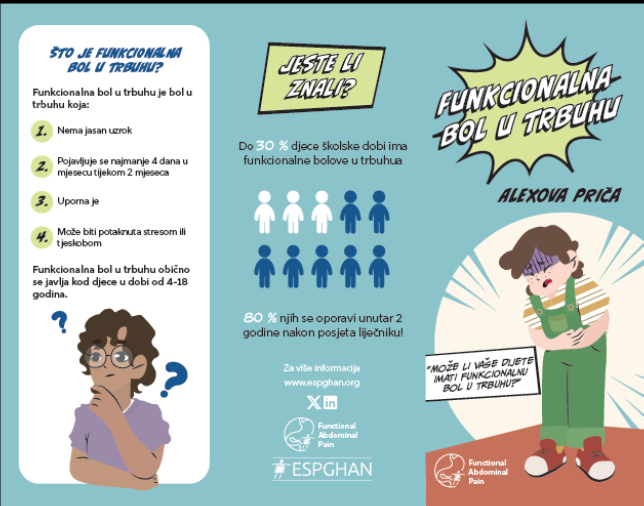 ŠTO JE FUNKCIONALNA
BOL U TRBUHU?
Funkcionalna bol u trbuhu je bol u
trbuhu koja:
1. Nema jasan uzrok
2. Pojavljuje se najmanje 4 dana u
mjesecu tijekom 2 mjeseca
3. Uporna je
4. Može biti potaknuta stresom ili
tjeskobom
Funkcionalna bol u trbuhu obično
se javlja kod djece u dobi od 4-18
godina.
? ?
JESTE LI
ZNALI?
Do 30 % djece školske dobi ima
funkcionalne bolove u trbuhua
80 % njih se oporavi unutar 2
godine nakon posjeta liječniku!
Za više informacija
www.espghan.org
X in
Functional
Abdominal
Pain
ESPGHAN
FUNKCIONALNA
BOL U TRBUHU
ALEXOVA PRIČA
"MOŽE LI VAŠE DIJETE
IMATI FUNKCIONALNU
BOL U TRBUHU?"
Functional
Abdominal
Pain